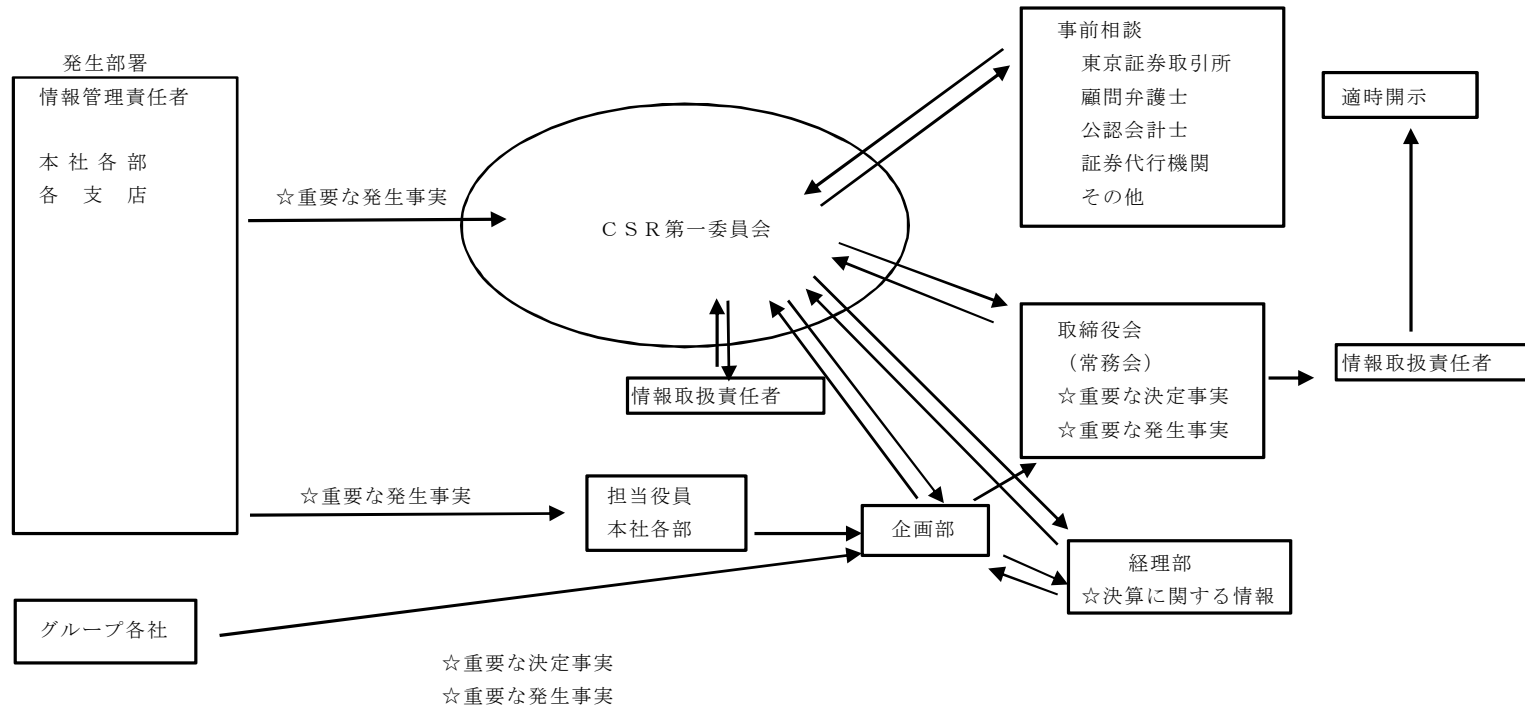 発生部署
情報管理責任者
本社各部
各　支　店
☆重要な発生事実
ＣＳＲ第一委員会
事前相談
東京証券取引所
顧問弁護士
公認会計士
証券代行機関
その他
適時開示
取締役会
（常務会）
☆重要な決定事実
☆重要な発生事実
情報取扱責任者
情報取扱責任者
☆重要な発生事実
担当役員
本社各部
企画部
経理部
☆決算に関する情報
グループ各社
☆重要な決定事実
☆重要な発生事実